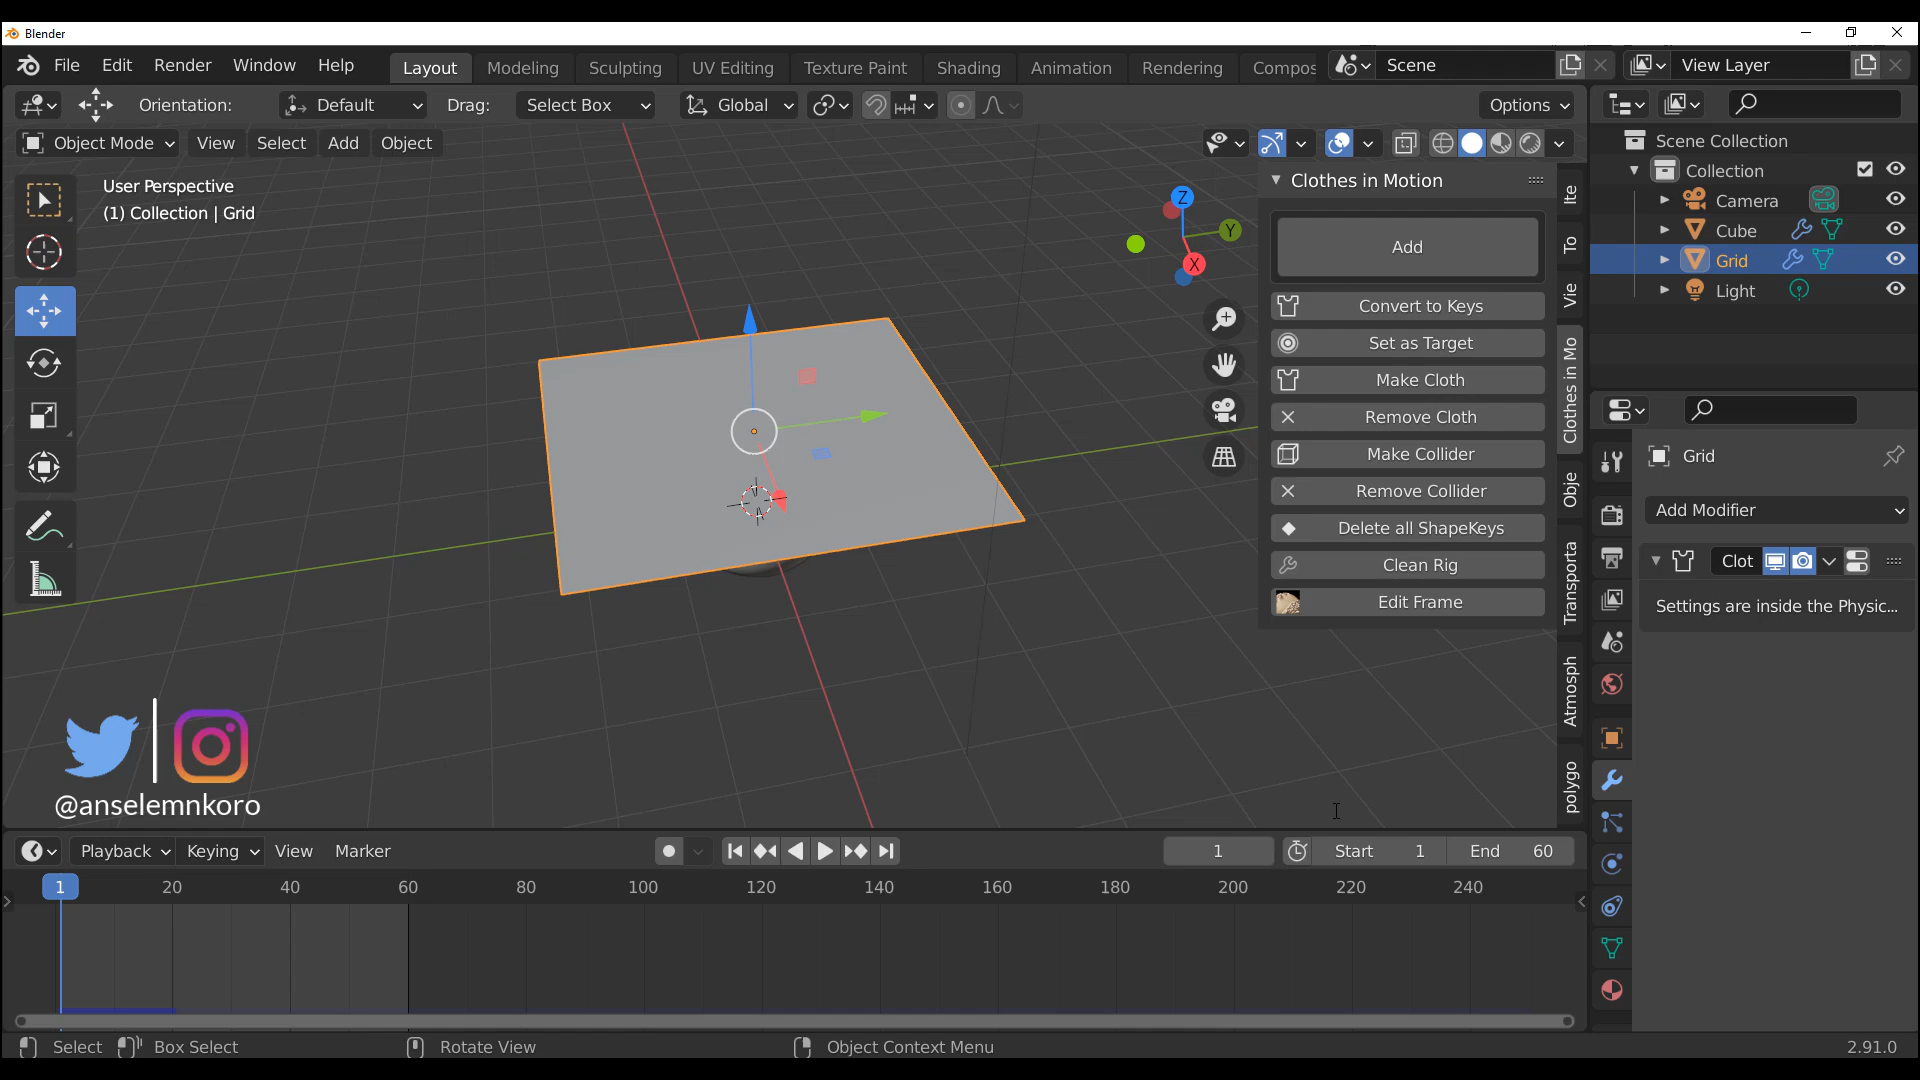 Blender
File Edit Render Window Help Layout Modeling Sculpting UV Editing Texture Paint Shading Animation Rendering Compos Scene View Layer
Orientation: Default Drag: Select Box Global Options
Object Mode View Select Add Object
User Perspective
(1) Collection | Grid
Z
Y
X
Clothes in Motion
Add
Convert to Keys
Set as Target
Make Cloth
Remove Cloth
Make Collider
Remove Collider
Delete all ShapeKeys
Clean Rig
Edit Frame
Ite
To
Vie
Clothes in Mo
Obje
Transporta
Atmosph
polygo
Scene Collection
Collection
Camera
Cube
Grid
Light
Grid
Add Modifier
Clot
Settings are inside the Physic...
@anselemnkoro
Playback Keying View Marker 1 Start 1 End 60
1 20 40 60 80 100 120 140 160 180 200 220 240
Select Box Select Rotate View Object Context Menu 2.91.0